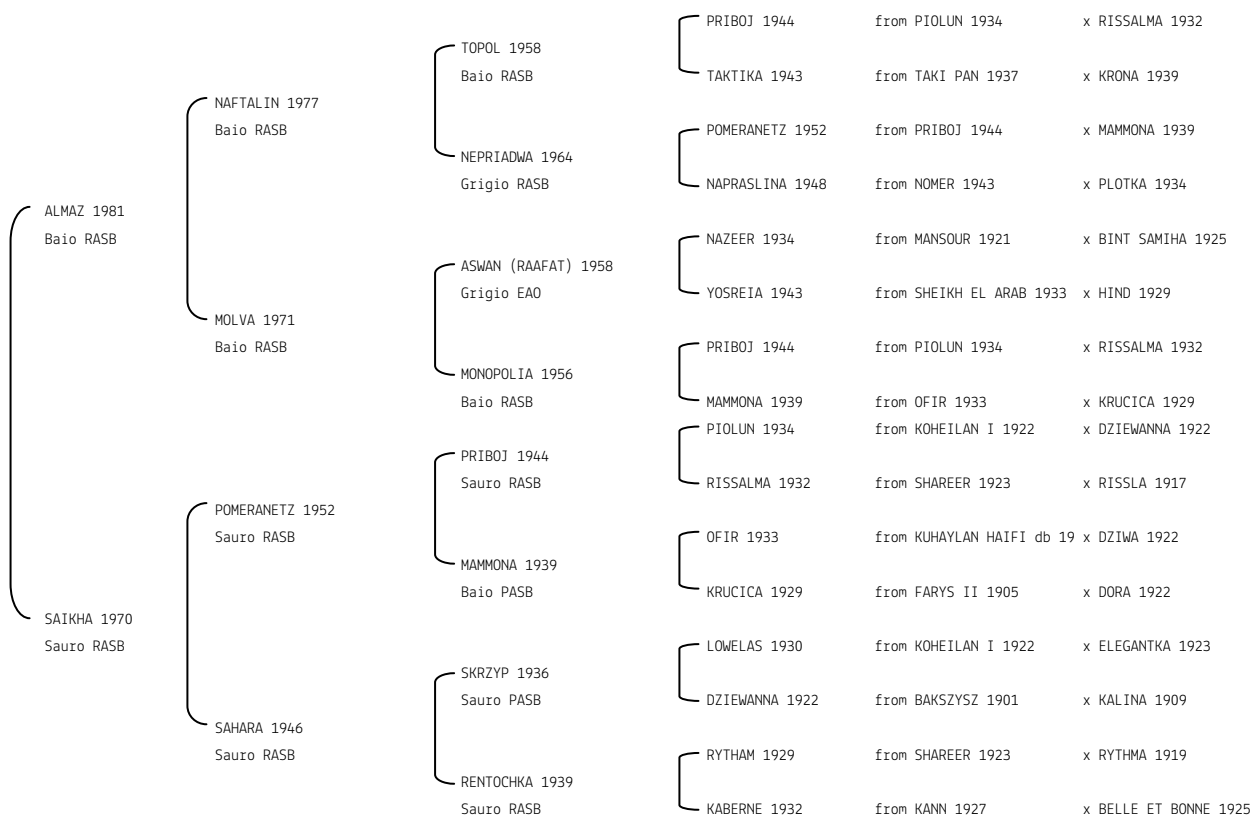 PRIBOJ 1944 from PIOLUN 1934 x RISSALMA 1932
TOPOL 1958
Baio RASB
TAKTIKA 1943 from TAKI PAN 1937 x KRONA 1939
NAFTALIN 1977
Baio RASB
POMERANETZ 1952 from PRIBOJ 1944 x MAMMONA 1939
NEPRIADWA 1964
Grigio RASB
NAPRASLINA 1948 from NOMER 1943 x PLOTKA 1934
ALMAZ 1981
Baio RASB
NAZEER 1934 from MANSOUR 1921 x BINT SAMIHA 1925
ASWAN (RAAFAT) 1958
Grigio EAO
YOSREIA 1943 from SHEIKH EL ARAB 1933 x HIND 1929
MOLVA 1971
Baio RASB
PRIBOJ 1944 from PIOLUN 1934 x RISSALMA 1932
MONOPOLIA 1956
Baio RASB
MAMMONA 1939 from OFIR 1933 x KRUCICA 1929
PIOLUN 1934 from KOHEILAN I 1922 x DZIEWANNA 1922
PRIBOJ 1944
Sauro RASB
RISSALMA 1932 from SHAREER 1923 x RISSLA 1917
POMERANETZ 1952
Sauro RASB
OFIR 1933 from KUHAYLAN HAIFI db 19 x DZIWA 1922
MAMMONA 1939
Baio PASB
KRUCICA 1929 from FARYS II 1905 x DORA 1922
SAIKHA 1970
Sauro RASB
LOWELAS 1930 from KOHEILAN I 1922 x ELEGANTKA 1923
SKRZYP 1936
Sauro PASB
DZIEWANNA 1922 from BAKSZYSZ 1901 x KALINA 1909
SAHARA 1946
Sauro RASB
RYTHAM 1929 from SHAREER 1923 x RYTHMA 1919
RENTOCHKA 1939
Sauro RASB
KABERNE 1932 from KANN 1927 x BELLE ET BONNE 1925